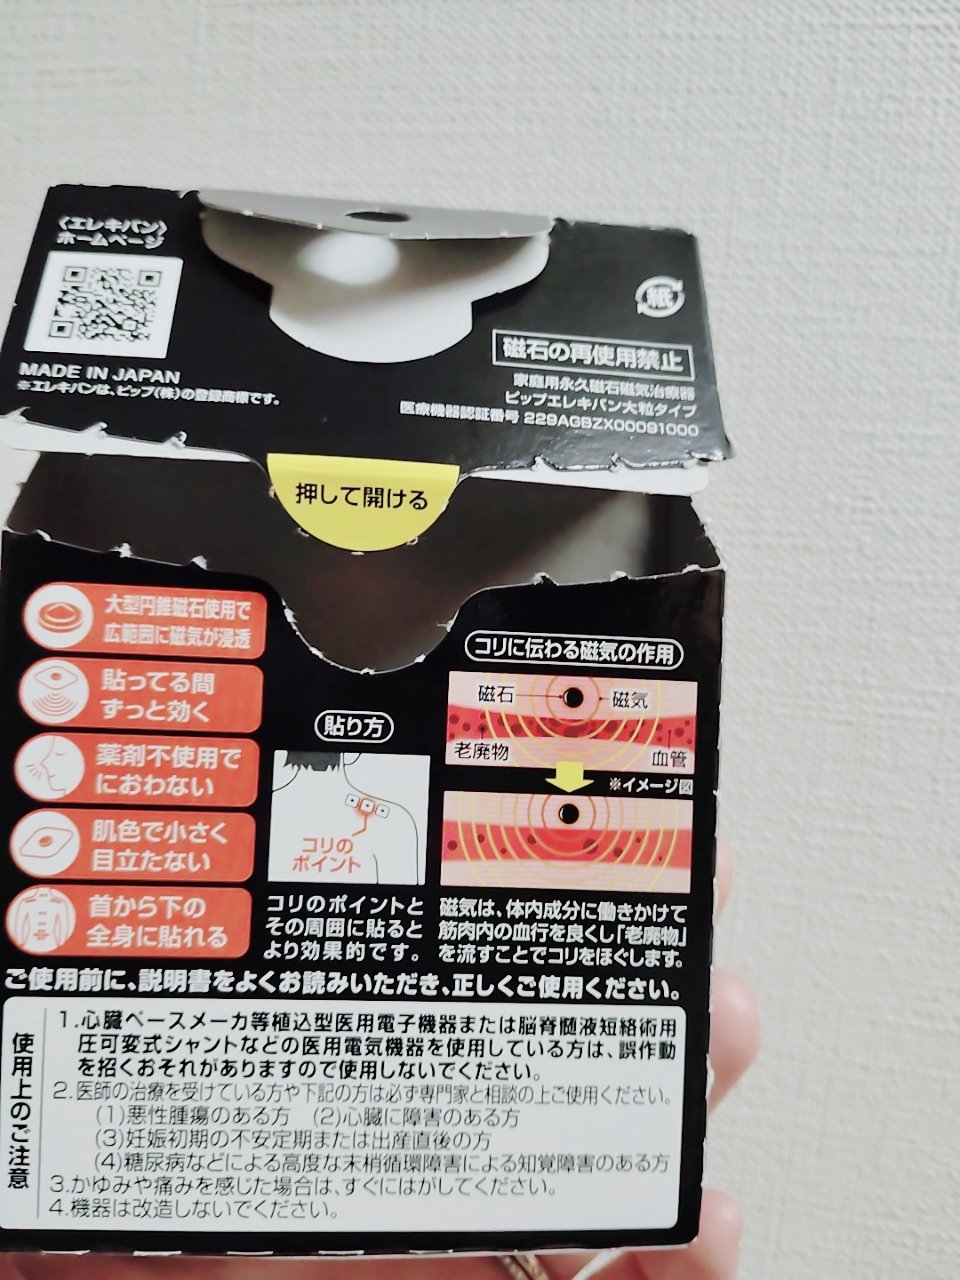 〈エレキバン〉
ホームページ
MADE IN JAPAN
※エレキバンは、ピップ(株)の登録商標です。
紙
磁石の再使用禁止
家庭用永久磁石磁気治療器
ピップエレキバン大粒タイプ
医療機器認証番号 229AGBZX00091000
押して開ける
大型円錐磁石使用で
広範囲に磁気が浸透
貼ってる間
ずっと効く
薬剤不使用で
におわない
肌色で小さく
目立たない
首から下の
全身に貼れる
貼り方
コリの
ポイント
コリのポイントと
その周囲に貼ると
より効果的です。
コリに伝わる磁気の作用
磁石
磁気
老廃物
血管
※イメージ図
磁気は、体内成分に働きかけて
筋肉内の血行を良くし「老廃物」
を流すことでコリをほぐします。
ご使用前に、説明書をよくお読みいただき、正しくご使用ください。
使用上のご注意
1.心臓ペースメーカ等植込型医用電子機器または脳脊髄液短絡術用
圧可変式シャントなどの医用電気機器を使用している方は、誤作動
を招くおそれがありますので使用しないでください。
2.医師の治療を受けている方や下記の方は必ず専門家と相談の上ご使用ください。
(1)悪性腫瘍のある方 (2)心臓に障害のある方
(3)妊娠初期の不安定期または出産直後の方
(4)糖尿病などによる高度な末梢循環障害による知覚障害のある方
3.かゆみや痛みを感じた場合は、すぐにはがしてください。
4.機器は改造しないでください。